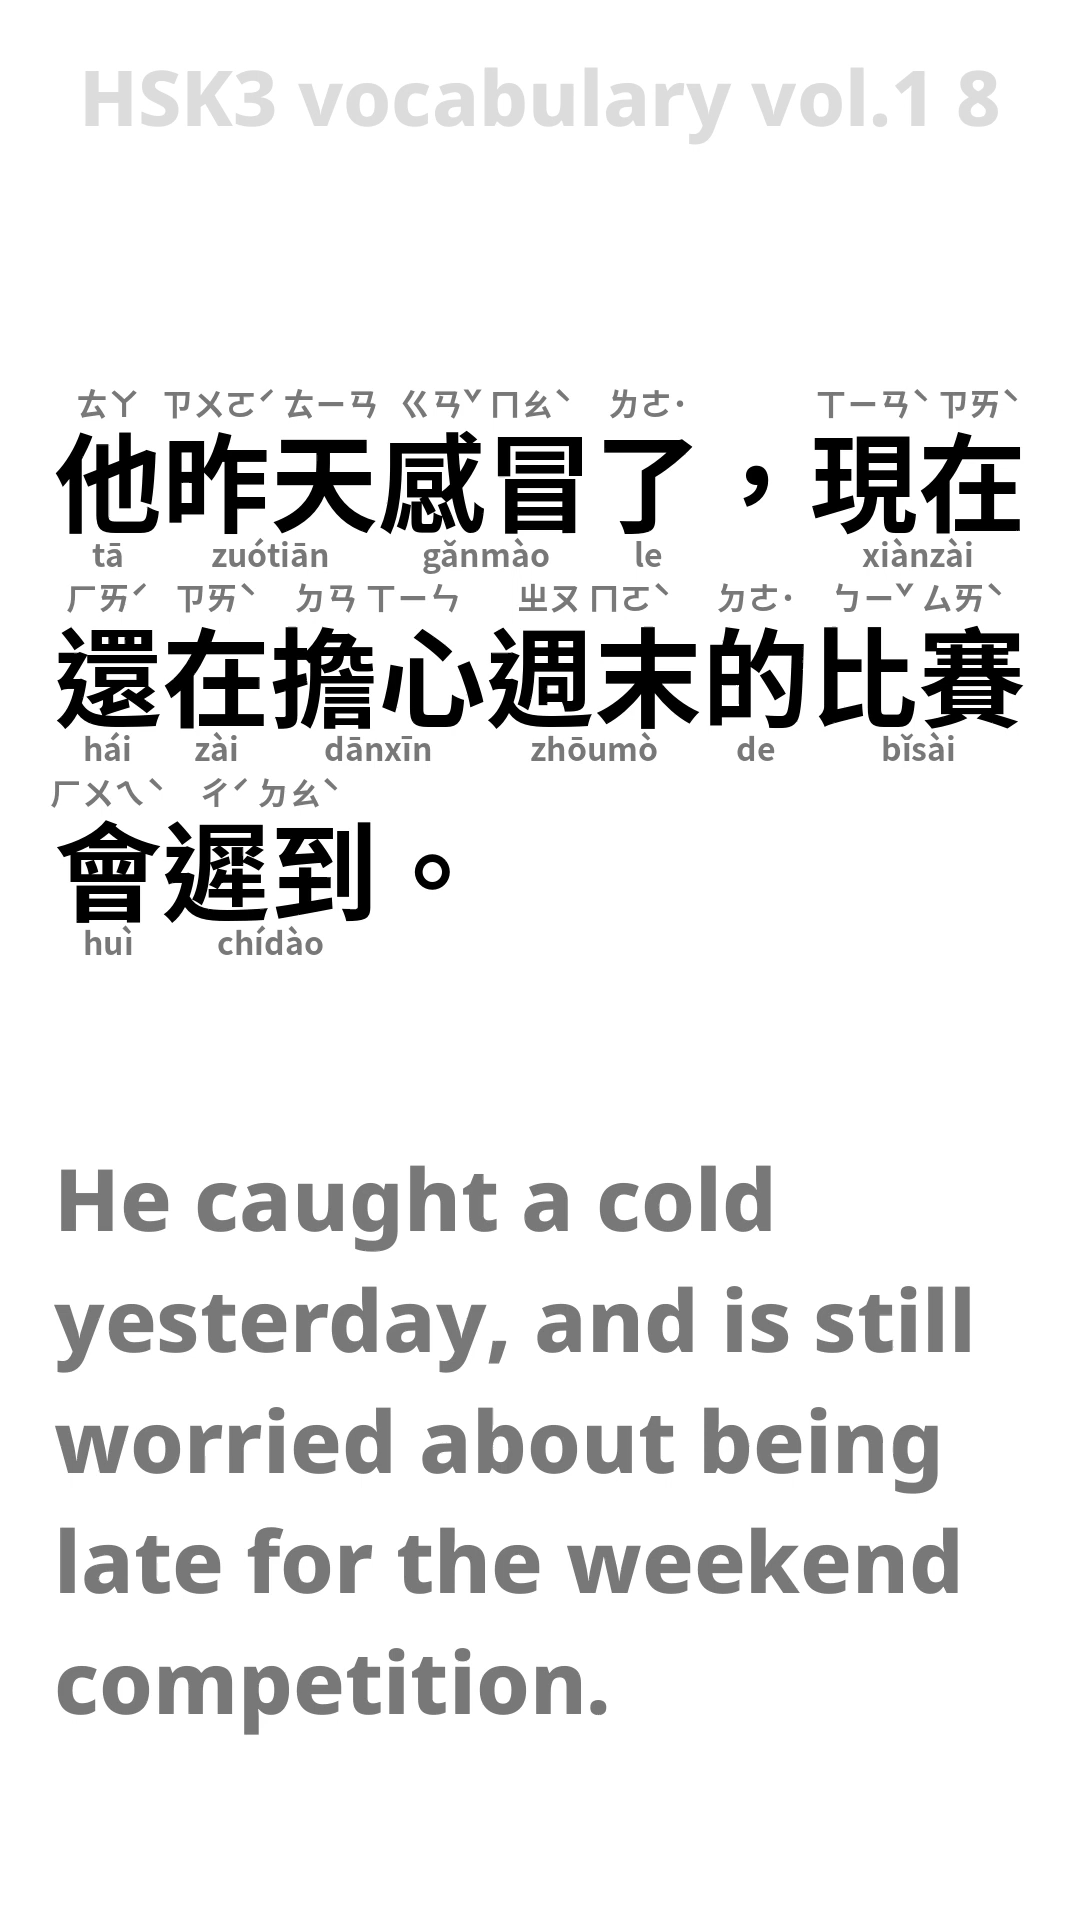 HSK3 vocabulary vol.1 8
ㄊㄚ ㄗㄨㄛˊ ㄊㄧㄢ ㄍㄢˇ ㄇㄠˋ ㄌㄜ˙ ㄒㄧㄢˋ ㄗㄞˋ
他昨天感冒了，現在
tā zuótiān gǎnmào le xiànzài
ㄏㄞˊ ㄗㄞˋ ㄉㄢ ㄒㄧㄣ ㄓㄡ ㄇㄛˋ ㄉㄜ˙ ㄅㄧˇ ㄙㄞˋ
還在擔心週末的比賽
hái zài dānxīn zhōumò de bǐsài
ㄏㄨㄟˋ ㄔˊ ㄉㄠˋ
會遲到。
huì chídào
He caught a cold
yesterday, and is still
worried about being
late for the weekend
competition.